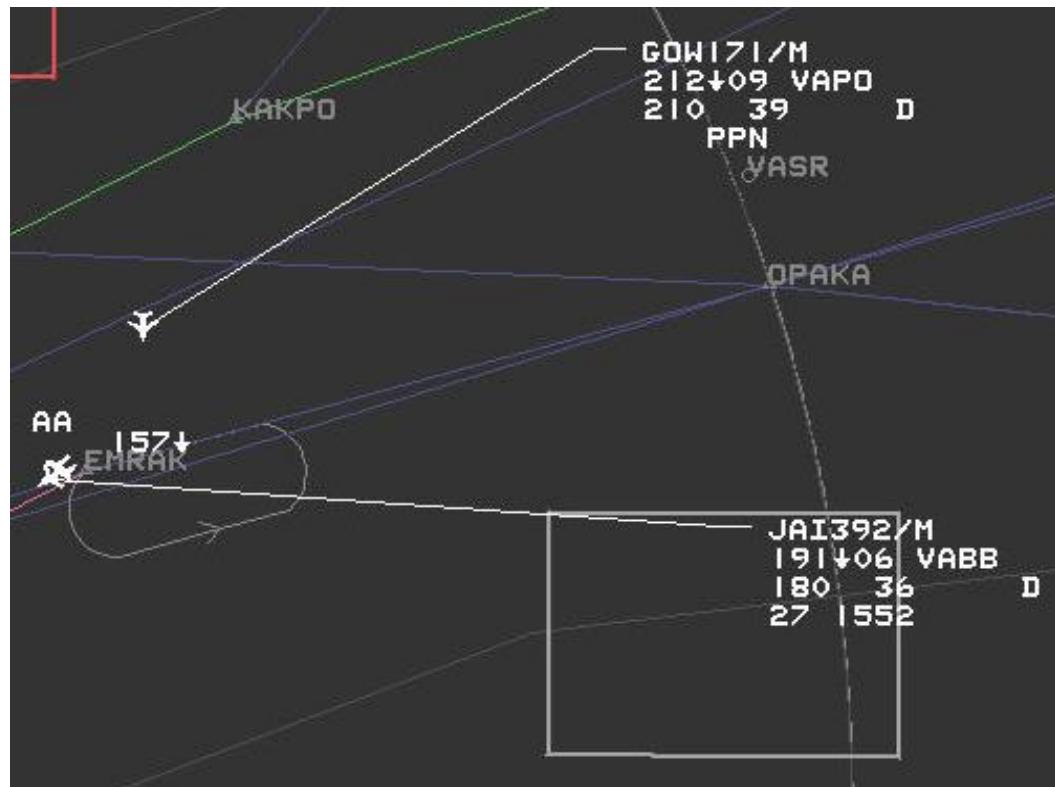 GOW171/M
212↓09 VAPO
210 39 D
PPN
KAKPO
VASR
OPAKA
AA
157↓
EMRAK
JAI392/M
191↓06 VABB
180 36 D
27 1552